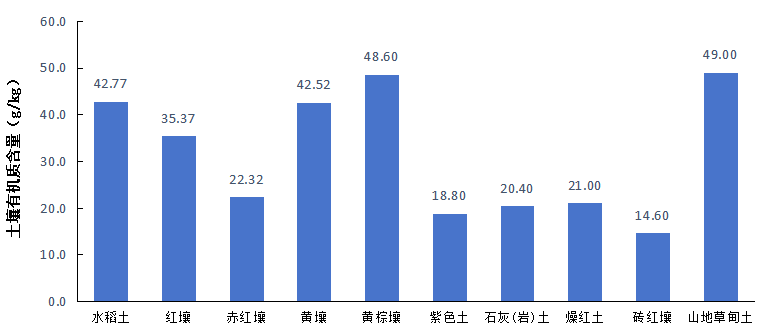 土壤有机质含量（g/kg）
60.0
50.0
40.0
30.0
20.0
10.0
0.0
42.77
35.37
22.32
42.52
48.60
18.80
20.40
21.00
14.60
49.00
水稻土
红壤
赤红壤
黄壤
黄棕壤
紫色土
石灰(岩)土
燥红土
砖红壤
山地草甸土